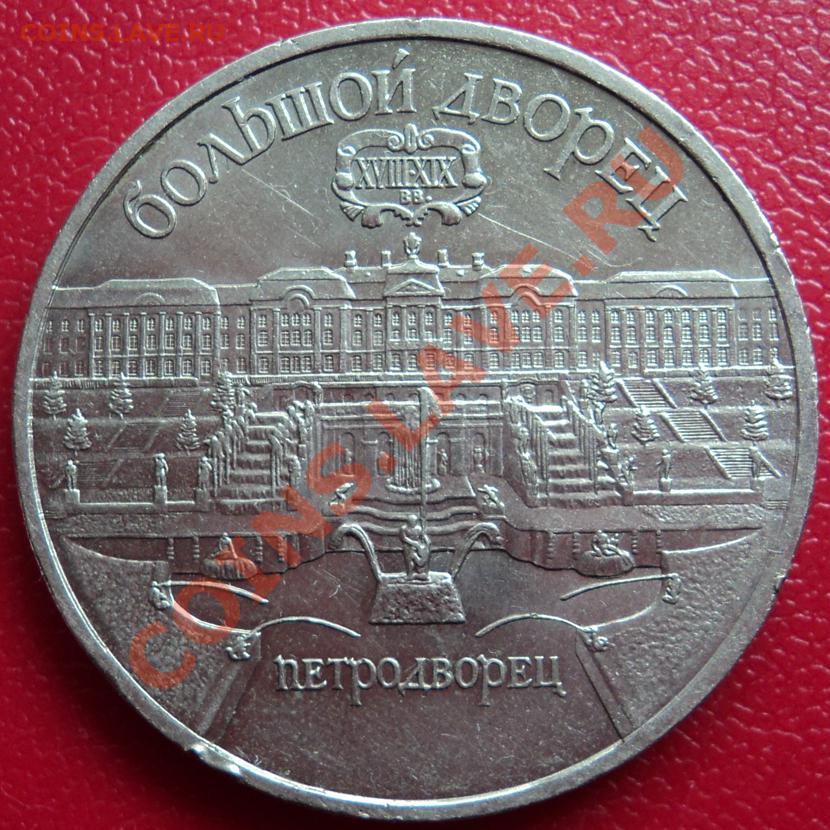 COINS.LAVE.RU
БОЛЬШОЙ ДВОРЕЦ
XVIII-XIX
ВВ.
COINS.LAVE.RU
ПЕТРОДВОРЕЦ